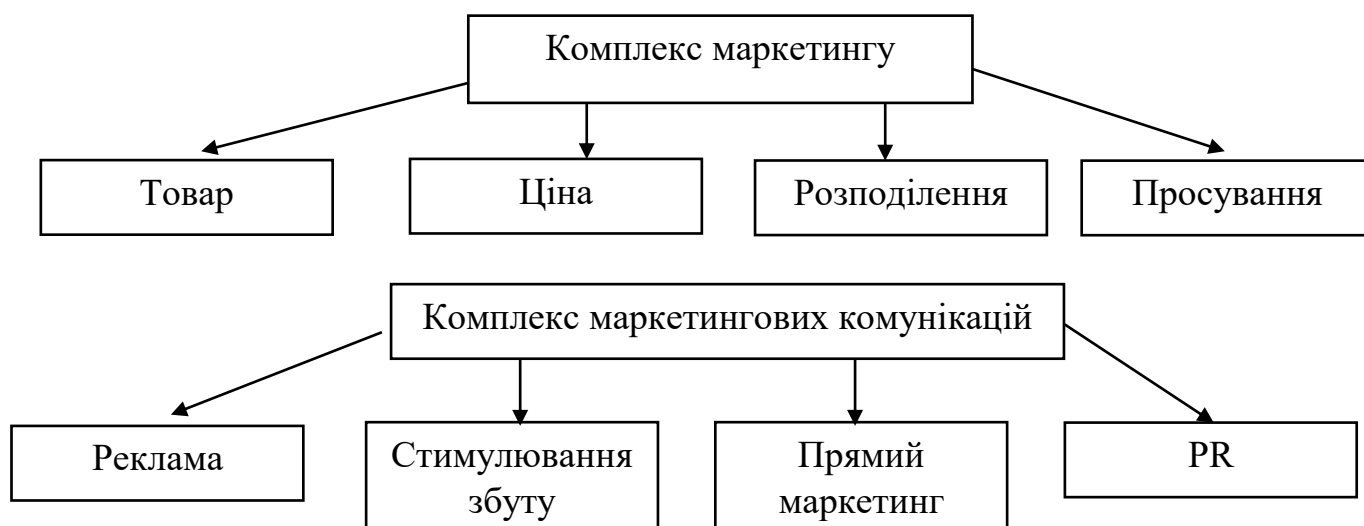 Комплекс маркетингу
Товар
Ціна
Розподілення
Просування
Комплекс маркетингових комунікацій
Реклама
Стимулювання
збуту
Прямий
маркетинг
PR